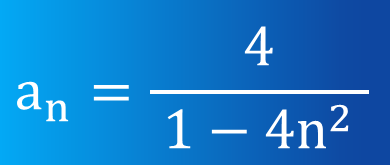 aₙ = 4 / (1 − 4n²)